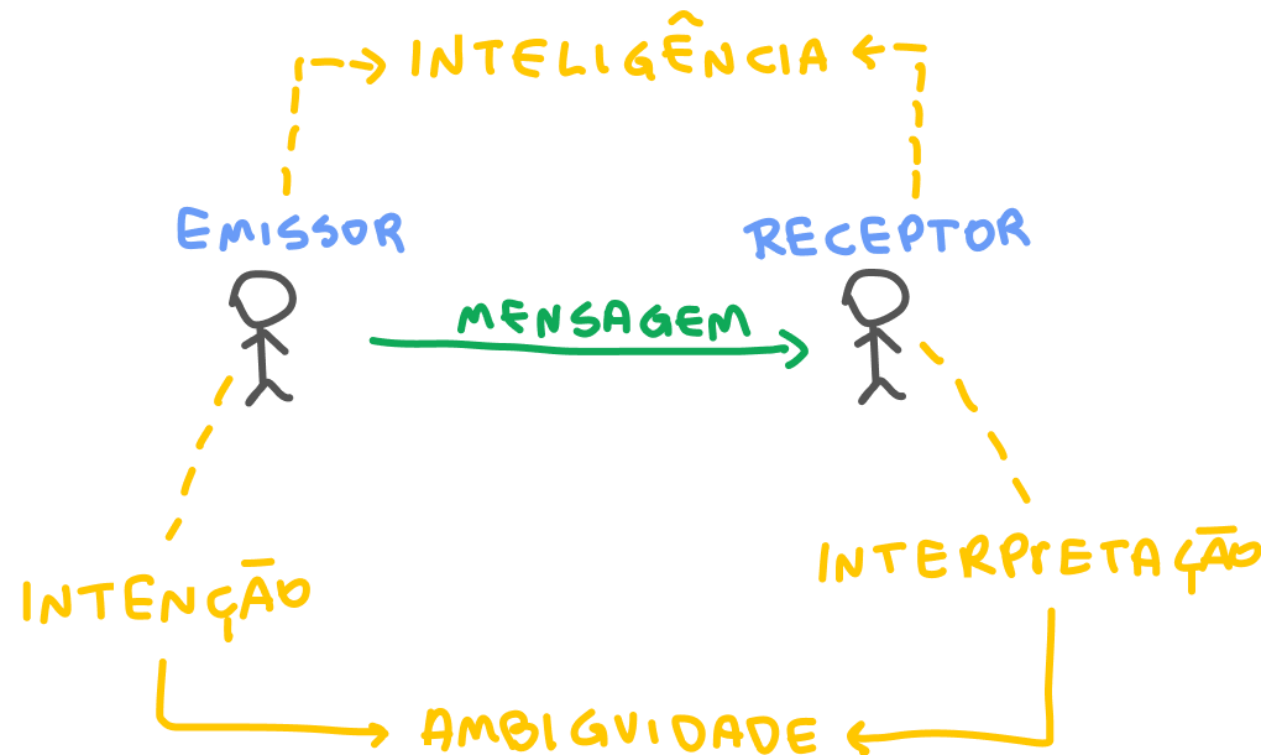 INTELIGÊNCIA
EMISSOR
RECEPTOR
MENSAGEM
INTENÇÃO
INTERPrETAÇÃO
AMBIGUIDADE